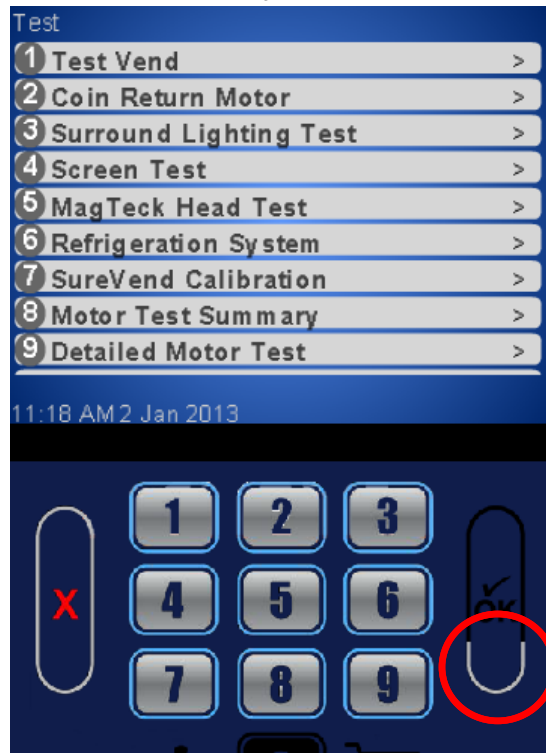 Test
1 Test Vend >
2 Coin Return Motor >
3 Surround Lighting Test >
4 Screen Test >
5 MagTeck Head Test >
6 Refrigeration System >
7 SureVend Calibration >
8 Motor Test Summary >
9 Detailed Motor Test >
11:18 AM 2 Jan 2013
1 2 3
X 4 5 6 OK
7 8 9